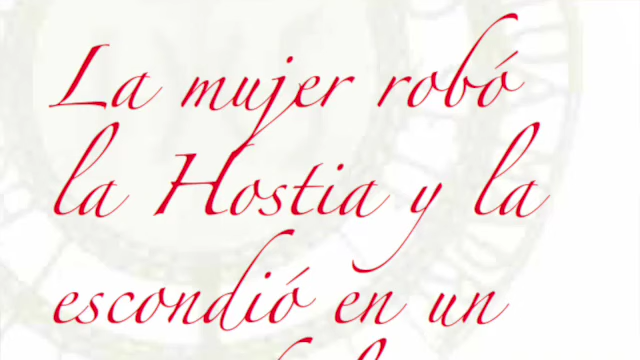 La mujer robó
la Hostia y la
escondió en un